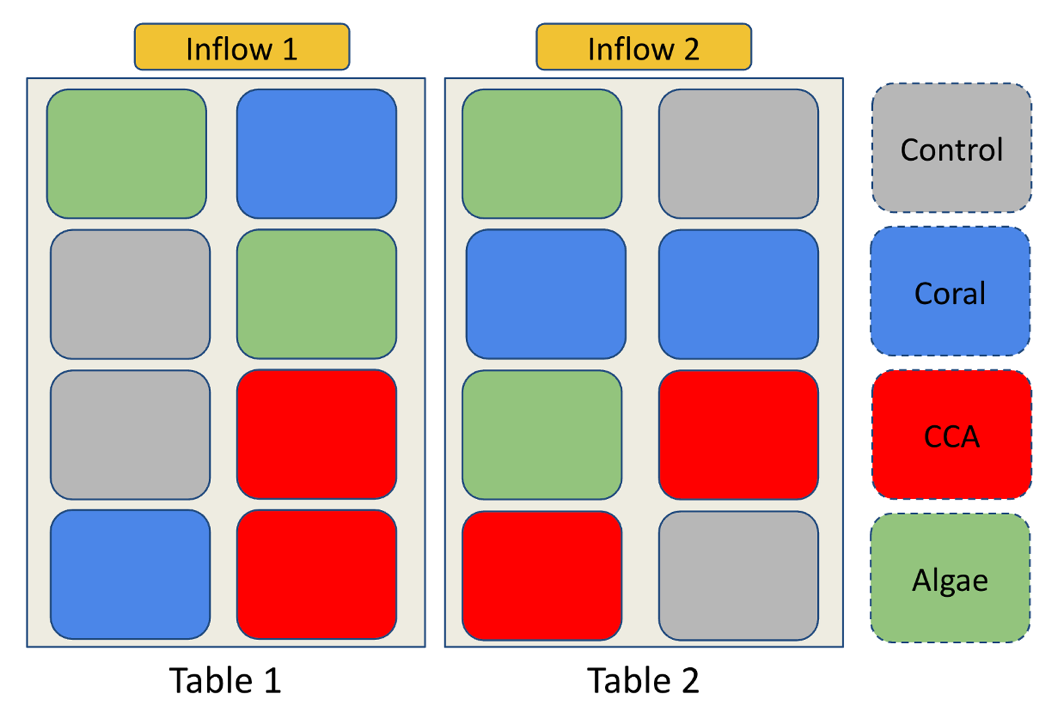 Inflow 1
Inflow 2
Control
Coral
CCA
Algae
Table 1
Table 2